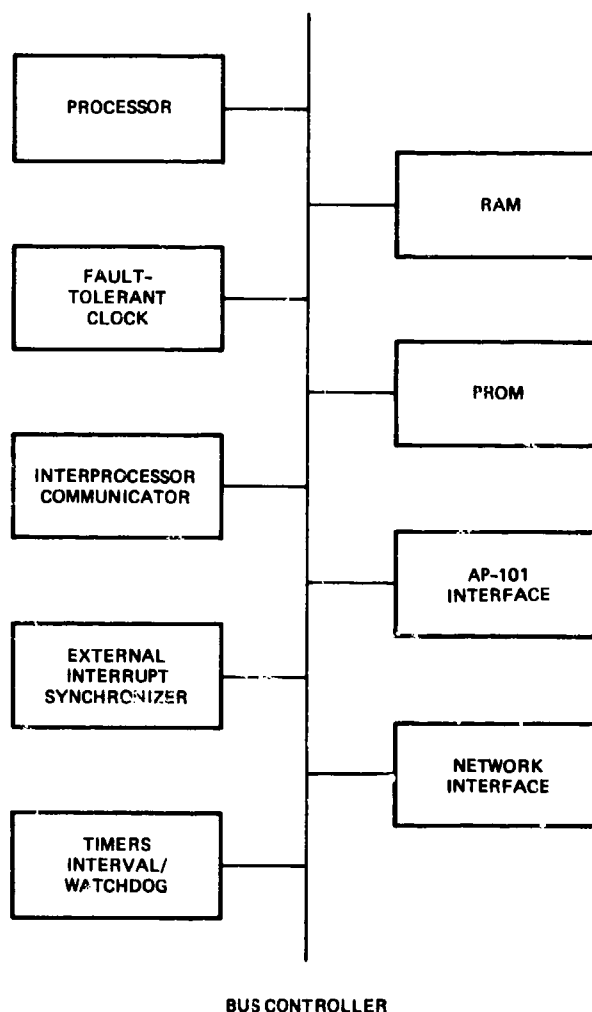 PROCESSOR
FAULT-
TOLERANT
CLOCK
INTERPROCESSOR
COMMUNICATOR
EXTERNAL
INTERRUPT
SYNCHRONIZER
TIMERS
INTERVAL/
WATCHDOG
RAM
PROM
AP-101
INTERFACE
NETWORK
INTERFACE
BUS CONTROLLER